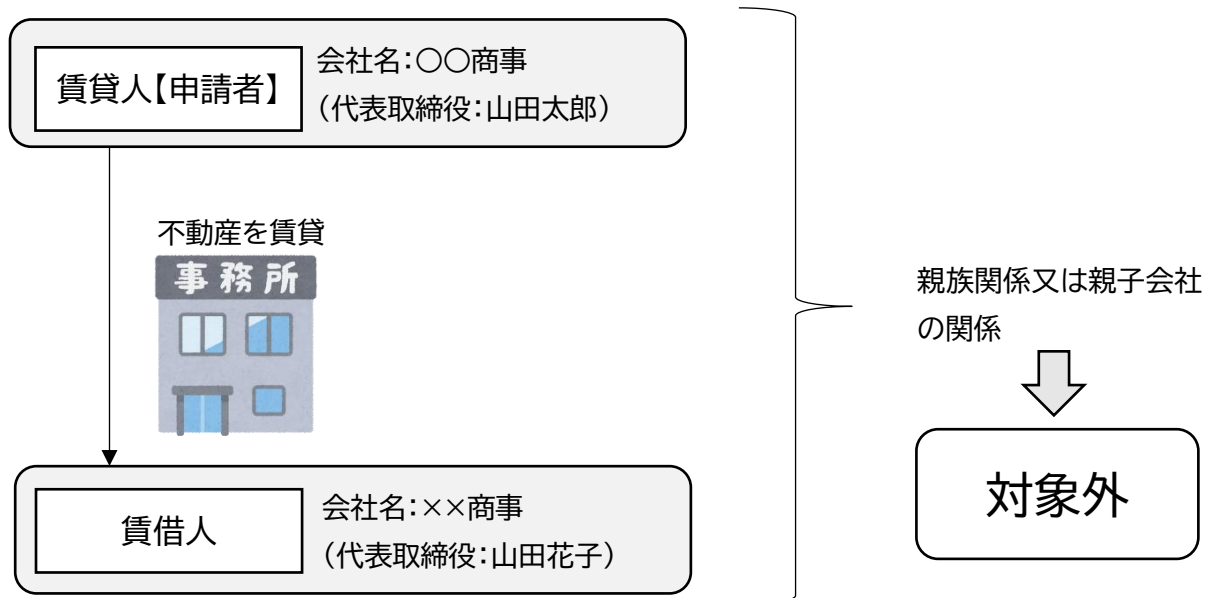 賃貸人【申請者】
会社名:〇〇商事
(代表取締役:山田太郎)
不動産を賃貸
事務所
親族関係又は親子会社
の関係
対象外
賃借人
会社名:××商事
(代表取締役:山田花子)